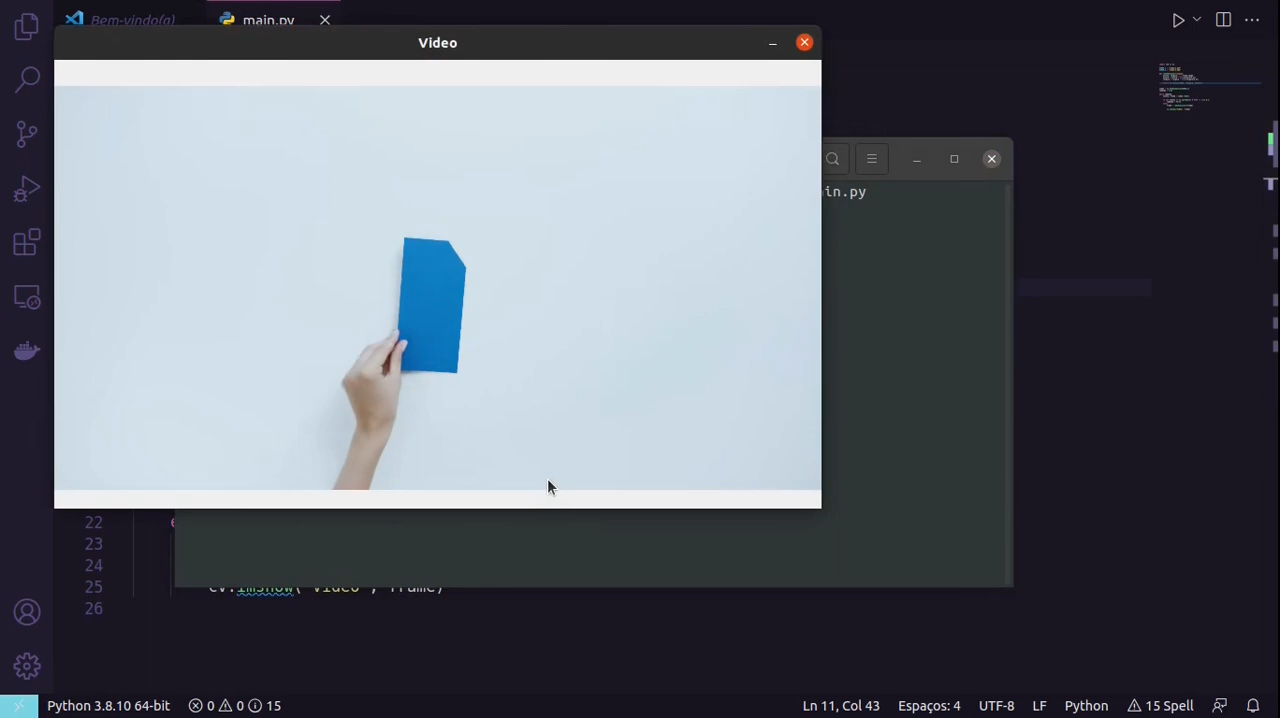 Bem-vindo(a)
main.py
Video
in.py
22
23
24
25 cv.imshow("Video", frame)
26
Python 3.8.10 64-bit
0 0 15
Ln 11, Col 43
Espaços: 4
UTF-8
LF
Python
15 Spell